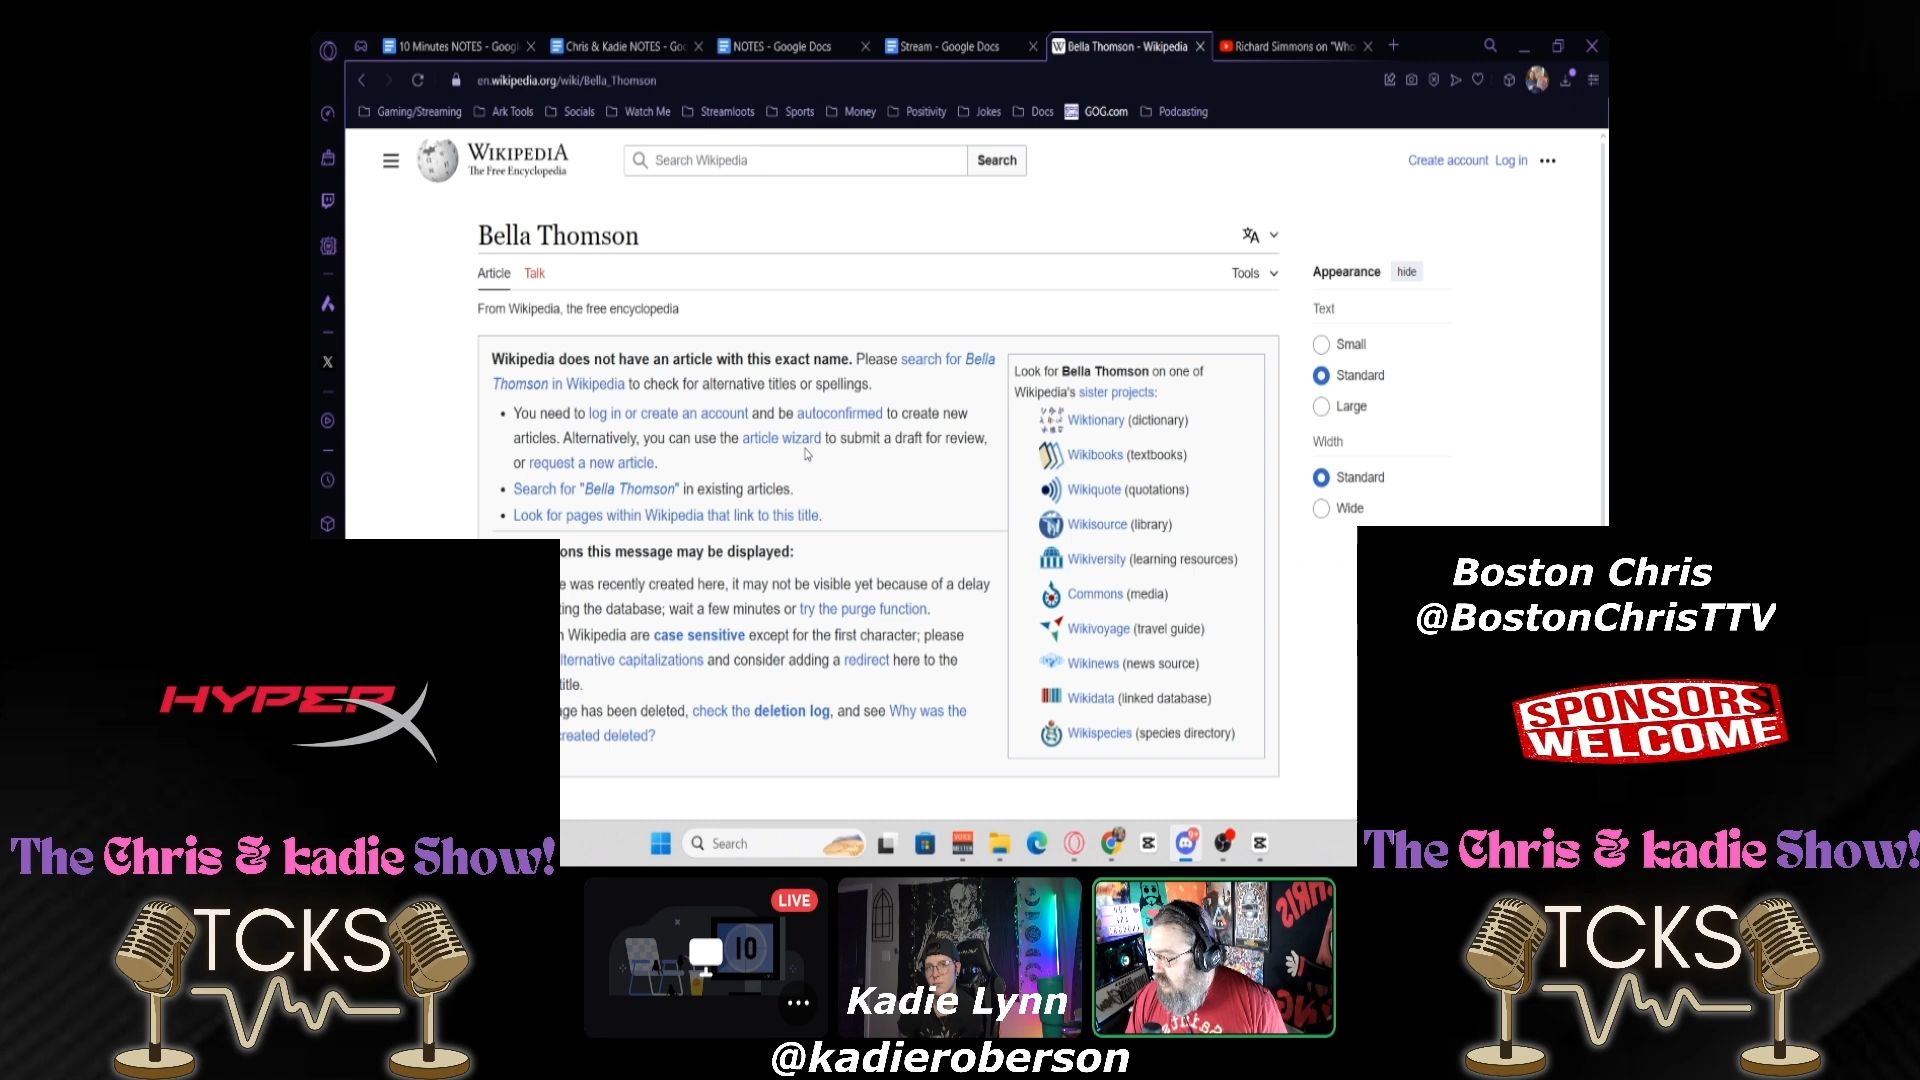 10 Minutes NOTES - Googl
Chris & Kadie NOTES - Goo
NOTES - Google Docs
Stream - Google Docs
Bella Thomson - Wikipedia
Richard Simmons on "Who
en.wikipedia.org/wiki/Bella_Thomson
Gaming/Streaming
Ark Tools
Socials
Watch Me
Streamloots
Sports
Money
Positivity
Jokes
Docs
GOG.com
Podcasting
WIKIPEDIA
The Free Encyclopedia
Search Wikipedia
Search
Create account Log in
Bella Thomson
Article Talk
Tools
From Wikipedia, the free encyclopedia
Wikipedia does not have an article with this exact name. Please search for Bella
Thomson in Wikipedia to check for alternative titles or spellings.
• You need to log in or create an account and be autoconfirmed to create new
articles. Alternatively, you can use the article wizard to submit a draft for review,
or request a new article.
• Search for "Bella Thomson" in existing articles.
• Look for pages within Wikipedia that link to this title.
ons this message may be displayed:
e was recently created here, it may not be visible yet because of a delay
ing the database; wait a few minutes or try the purge function.
n Wikipedia are case sensitive except for the first character; please
lternative capitalizations and consider adding a redirect here to the
title.
ge has been deleted, check the deletion log, and see Why was the
created deleted?
Look for Bella Thomson on one of
Wikipedia's sister projects:
Wiktionary (dictionary)
Wikibooks (textbooks)
Wikiquote (quotations)
Wikisource (library)
Wikiversity (learning resources)
Commons (media)
Wikivoyage (travel guide)
Wikinews (news source)
Wikidata (linked database)
Wikispecies (species directory)
Appearance hide
Text
Small
Standard
Large
Width
Standard
Wide
Boston Chris
@BostonChrisTTV
HYPERX
SPONSORS
WELCOME
Search
The Chris & kadie Show!
TCKS
LIVE
10
Kadie Lynn
@kadieroberson
The Chris & kadie Show!
TCKS